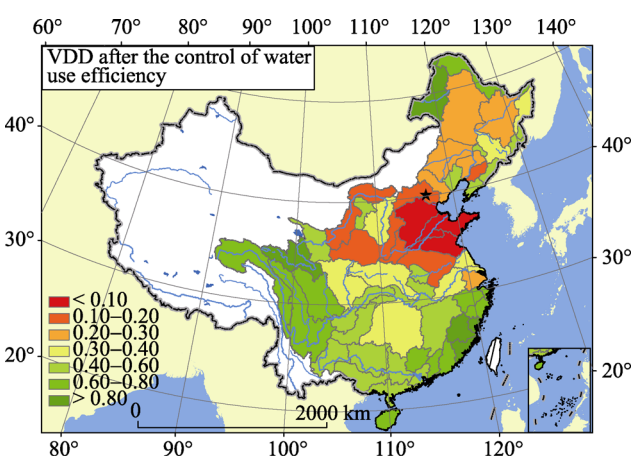 60° 70° 80° 90° 100° 110° 120° 130° 140°
VDD after the control of water
use efficiency
40° 40°
30° 30°
< 0.10
0.10–0.20
0.20–0.30
0.30–0.40
20° 0.40–0.60 20°
0.60–0.80
> 0.80
0 2000 km
80° 90° 100° 110° 120°